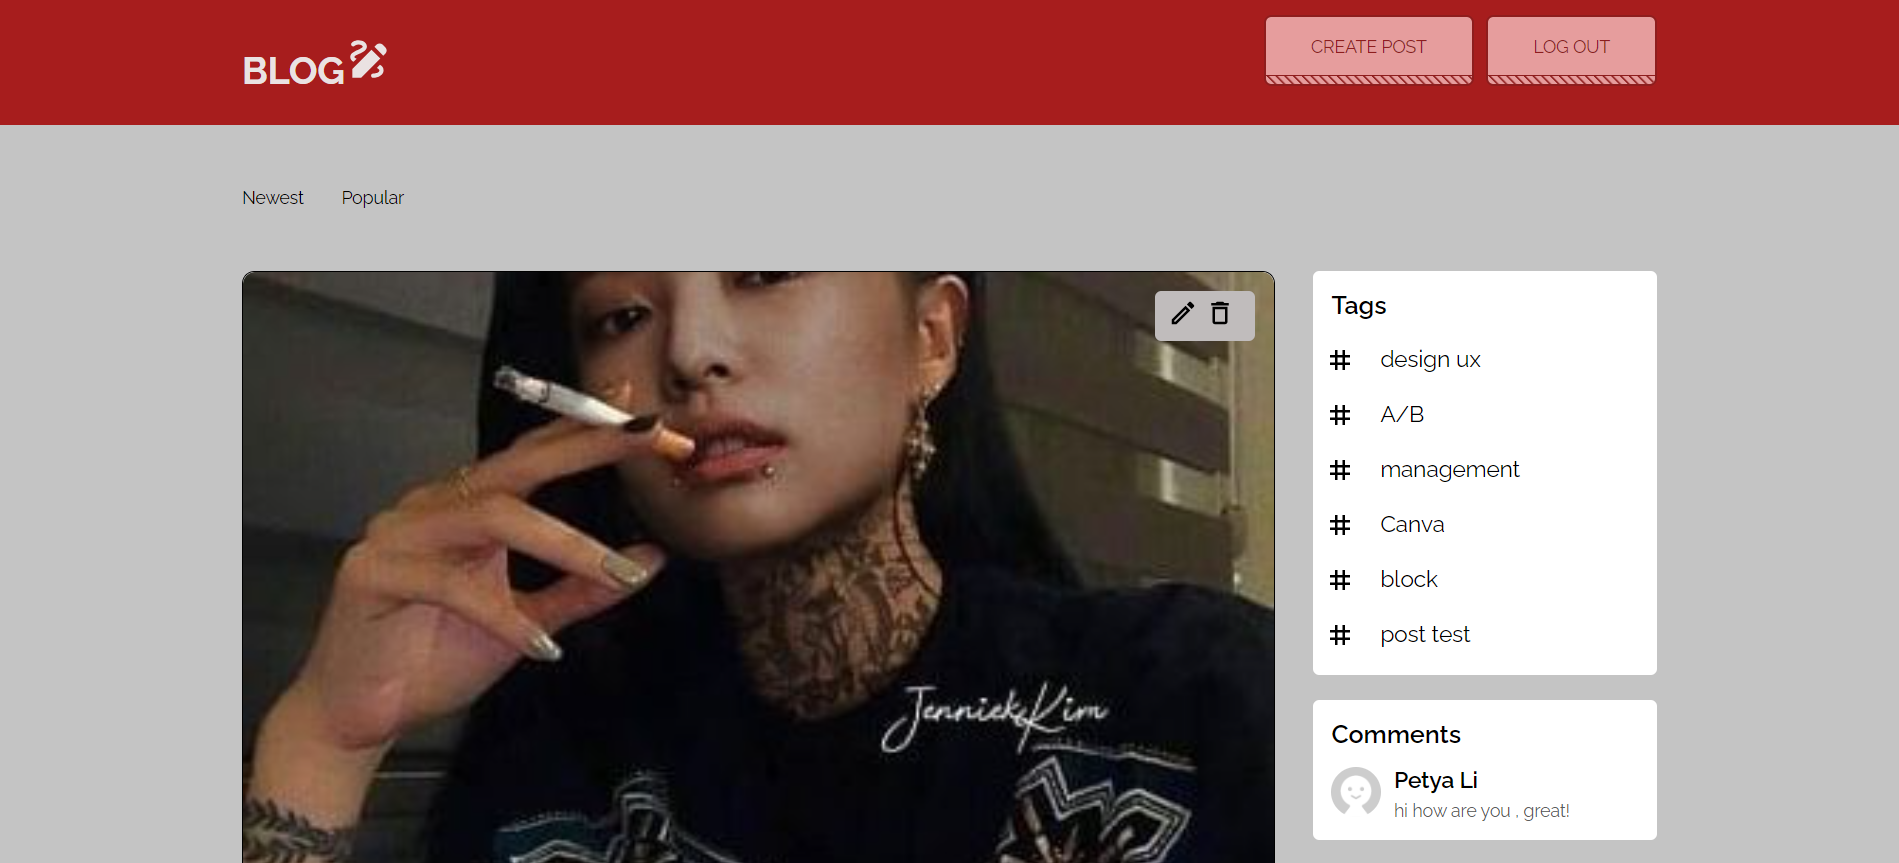 BLOG
CREATE POST
LOG OUT
Newest
Popular
Tags
# design ux
# A/B
# management
# Canva
# block
# post test
JennieKim
Comments
Petya Li
hi how are you , great!